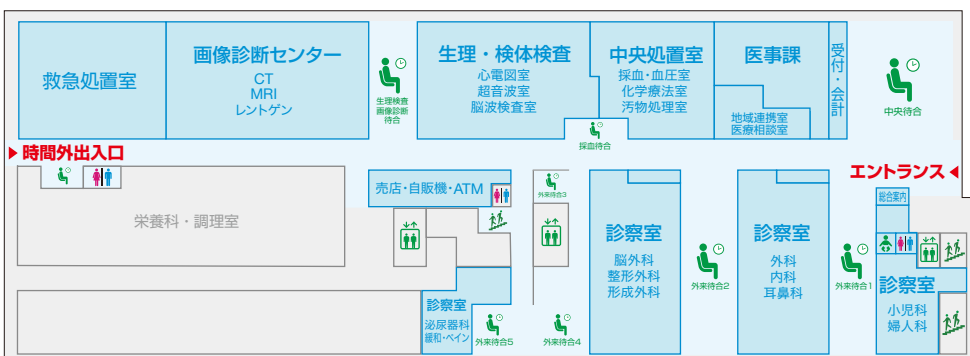 救急処置室
画像診断センター
CT
MRI
レントゲン
生理検査
画像診断
待合
生理・検体検査
心電図室
超音波室
脳波検査室
中央処置室
採血・血圧室
化学療法室
汚物処理室
採血待合
医事課
地域連携室
医療相談室
受付・会計
中央待合
時間外出入口
エントランス
栄養科・調理室
売店・自販機・ATM
外来待合3
診察室
脳外科
整形外科
形成外科
外来待合2
診察室
外科
内科
耳鼻科
外来待合1
総合案内
診察室
小児科
婦人科
診察室
泌尿器科
緩和・ペイン
外来待合5
外来待合4